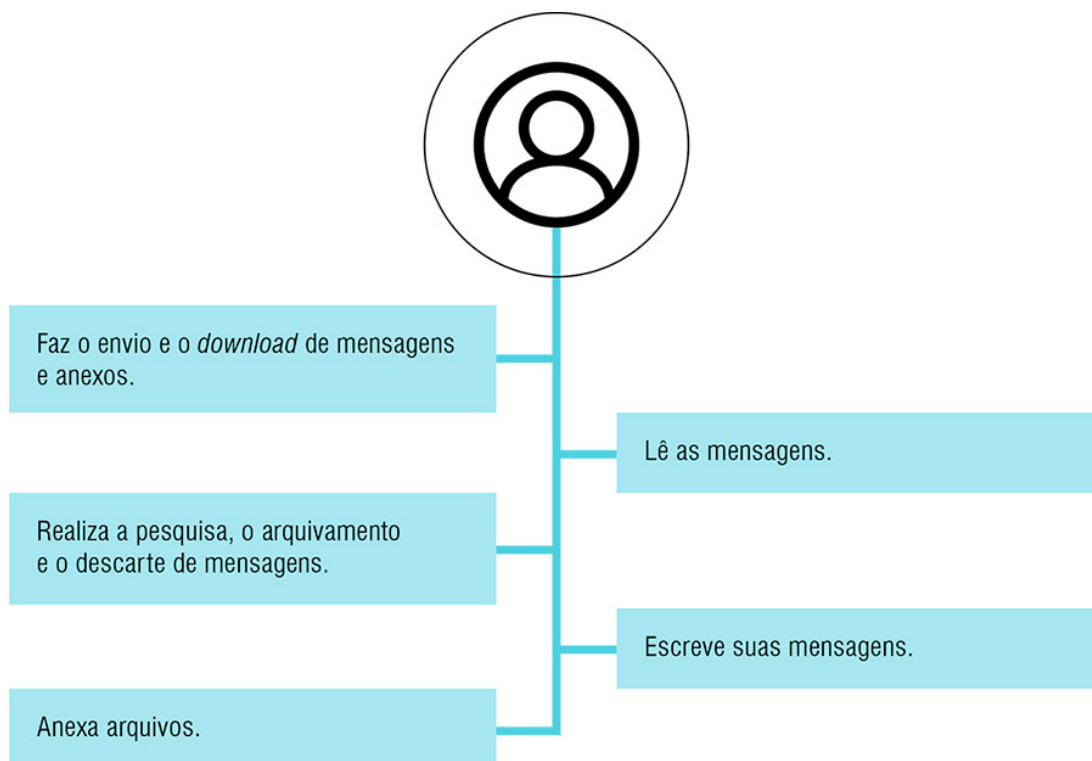 Faz o envio e o download de mensagens
e anexos.
Lê as mensagens.
Realiza a pesquisa, o arquivamento
e o descarte de mensagens.
Escreve suas mensagens.
Anexa arquivos.